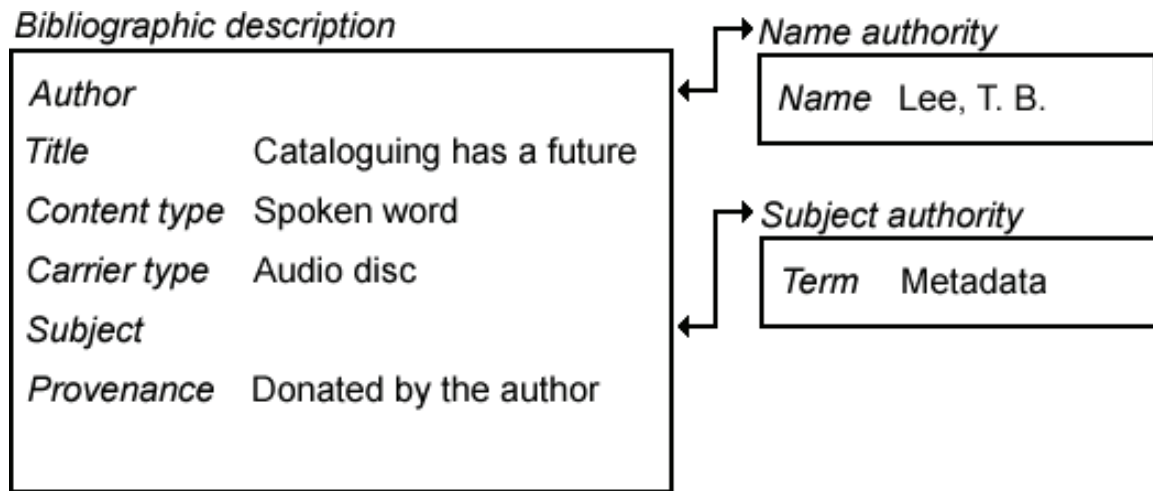 Bibliographic description
Author
Title Cataloguing has a future
Content type Spoken word
Carrier type Audio disc
Subject
Provenance Donated by the author
Name authority
Name Lee, T. B.
Subject authority
Term Metadata